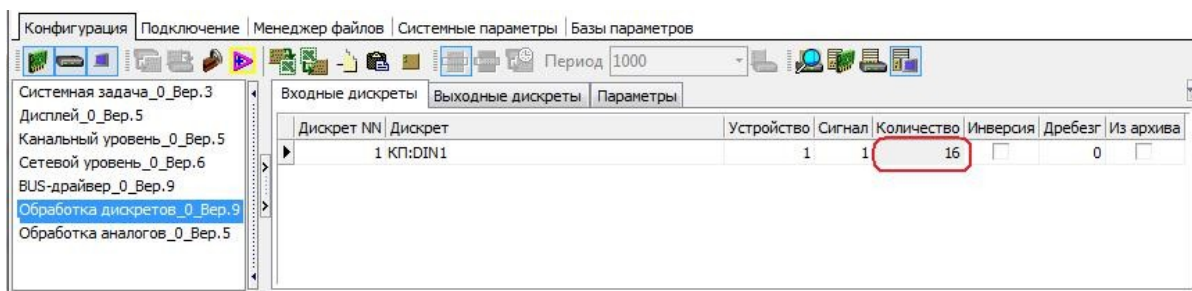 Конфигурация Подключение Менеджер файлов Системные параметры Базы параметров
Период 1000
Системная задача_0_Вер.3
Дисплей_0_Вер.5
Канальный уровень_0_Вер.5
Сетевой уровень_0_Вер.6
BUS-драйвер_0_Вер.9
Обработка дискретов_0_Вер.9
Обработка аналогов_0_Вер.5
Входные дискреты Выходные дискреты Параметры
Дискрет NN Дискрет Устройство Сигнал Количество Инверсия Дребезг Из архива
1 КП:DIN1 1 1 16 0